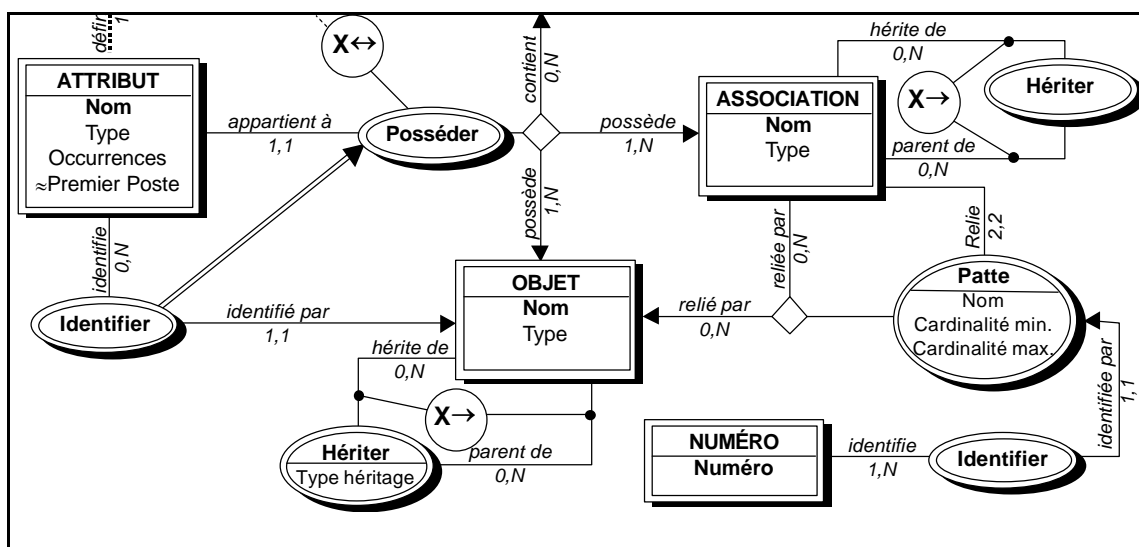 défini
1
X↔
contient
0,N
hérite de
0,N
ATTRIBUT
Nom
Type
Occurrences
≈Premier Poste
appartient à
1,1
Posséder
possède
1,N
ASSOCIATION
Nom
Type
X→
Hériter
parent de
0,N
possède
1,N
identifie
0,N
reliée par
0,N
Relie
2,2
Identifier
identifié par
1,1
OBJET
Nom
Type
relié par
0,N
Patte
Nom
Cardinalité min.
Cardinalité max.
hérite de
0,N
X→
identifiée par
1,1
Hériter
Type héritage
parent de
0,N
NUMÉRO
Numéro
identifie
1,N
Identifier